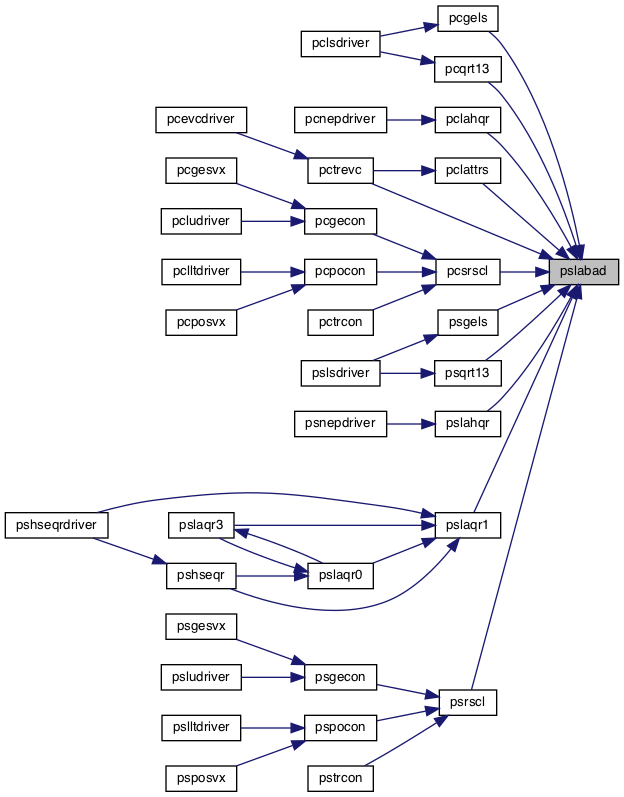 pcgels
pclsdriver
pcqrt13
pcevcdriver
pcnepdriver
pclahqr
pcgesvx
pctrevc
pclattrs
pcludriver
pcgecon
pclltdriver
pcpocon
pcsrscl
pslabad
pcposvx
pctrcon
psgels
pslsdriver
psqrt13
psnepdriver
pslahqr
pshseqrdriver
pslaqr3
pslaqr1
pshseqr
pslaqr0
psgesvx
psludriver
psgecon
psrscl
pslltdriver
pspocon
psposvx
pstrcon